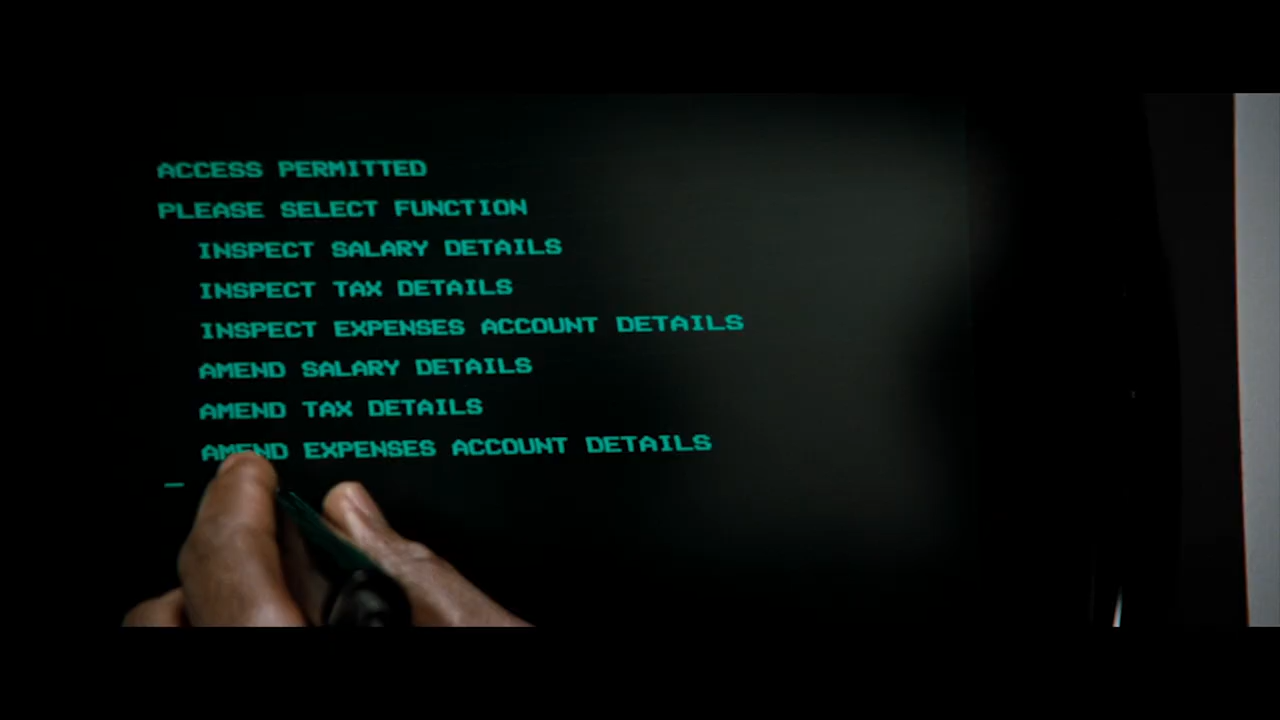 ACCESS PERMITTED
PLEASE SELECT FUNCTION
INSPECT SALARY DETAILS
INSPECT TAX DETAILS
INSPECT EXPENSES ACCOUNT DETAILS
AMEND SALARY DETAILS
AMEND TAX DETAILS
AMEND EXPENSES ACCOUNT DETAILS
_